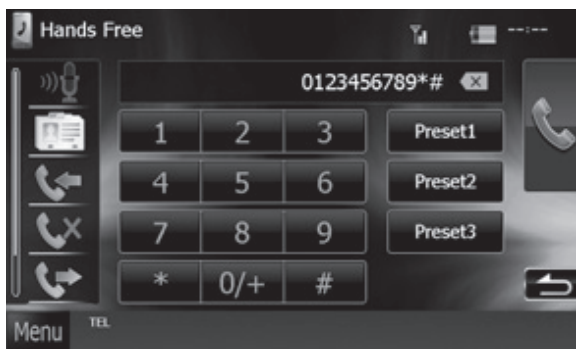 Hands Free
--:--
0123456789*#
1 2 3 Preset1
4 5 6 Preset2
7 8 9 Preset3
* 0/+ #
Menu TEL